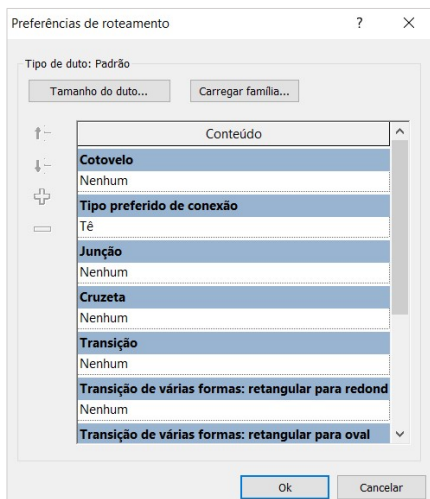 Preferências de roteamento ?
Tipo de duto: Padrão
Tamanho do duto... Carregar família...
Conteúdo
Cotovelo
Nenhum
Tipo preferido de conexão
Tê
Junção
Nenhum
Cruzeta
Nenhum
Transição
Nenhum
Transição de várias formas: retangular para redond
Nenhum
Transição de várias formas: retangular para oval
Ok Cancelar